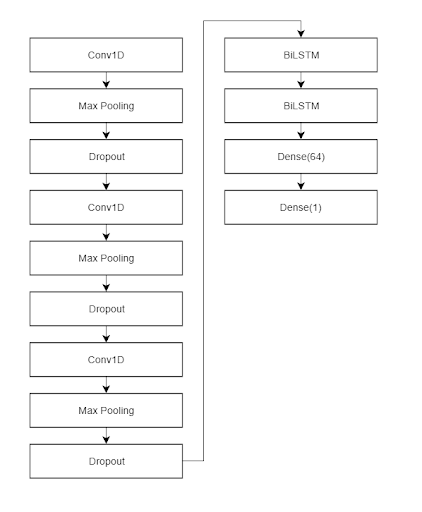 Conv1D
Max Pooling
Dropout
Conv1D
Max Pooling
Dropout
Conv1D
Max Pooling
Dropout
BiLSTM
BiLSTM
Dense(64)
Dense(1)